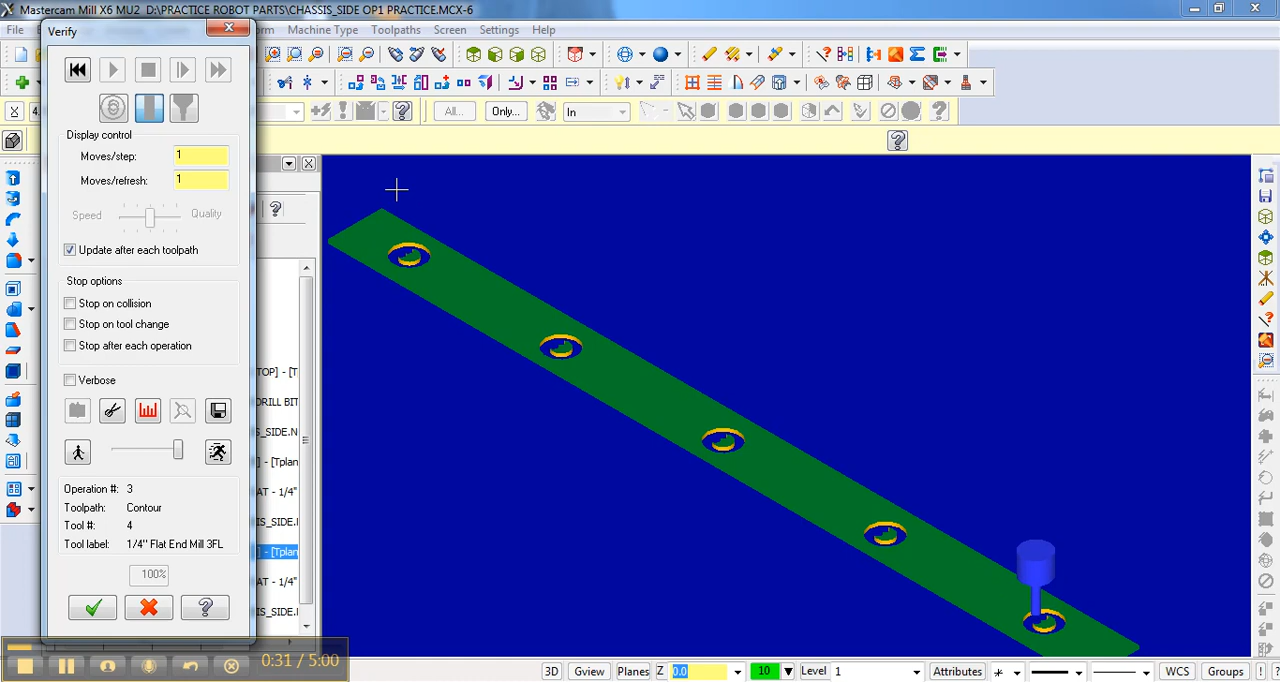 Mastercam Mill X6 MU2 D:\PRACTICE ROBOT PARTS\CHASSIS_SIDE OP1 PRACTICE.MCX-6
File
Machine Type
Toolpaths
Screen
Settings
Help
Verify
All...
Only...
In
Display control
Moves/step:
1
Moves/refresh:
1
Speed
Quality
Update after each toolpath
Stop options
Stop on collision
Stop on tool change
Stop after each operation
Verbose
Operation #: 3
Toolpath: Contour
Tool #: 4
Tool label: 1/4" Flat End Mill 3FL
100%
TOP] - [T
DRILL BIT
S_SIDE.N
] - [Tplan
AT - 1/4"
IS_SIDE.N
] - [Tplan
AT - 1/4"
IS_SIDE.N
0:31 / 5:00
3D
Gview
Planes
Z
0.0
10
Level
1
Attributes
WCS
Groups